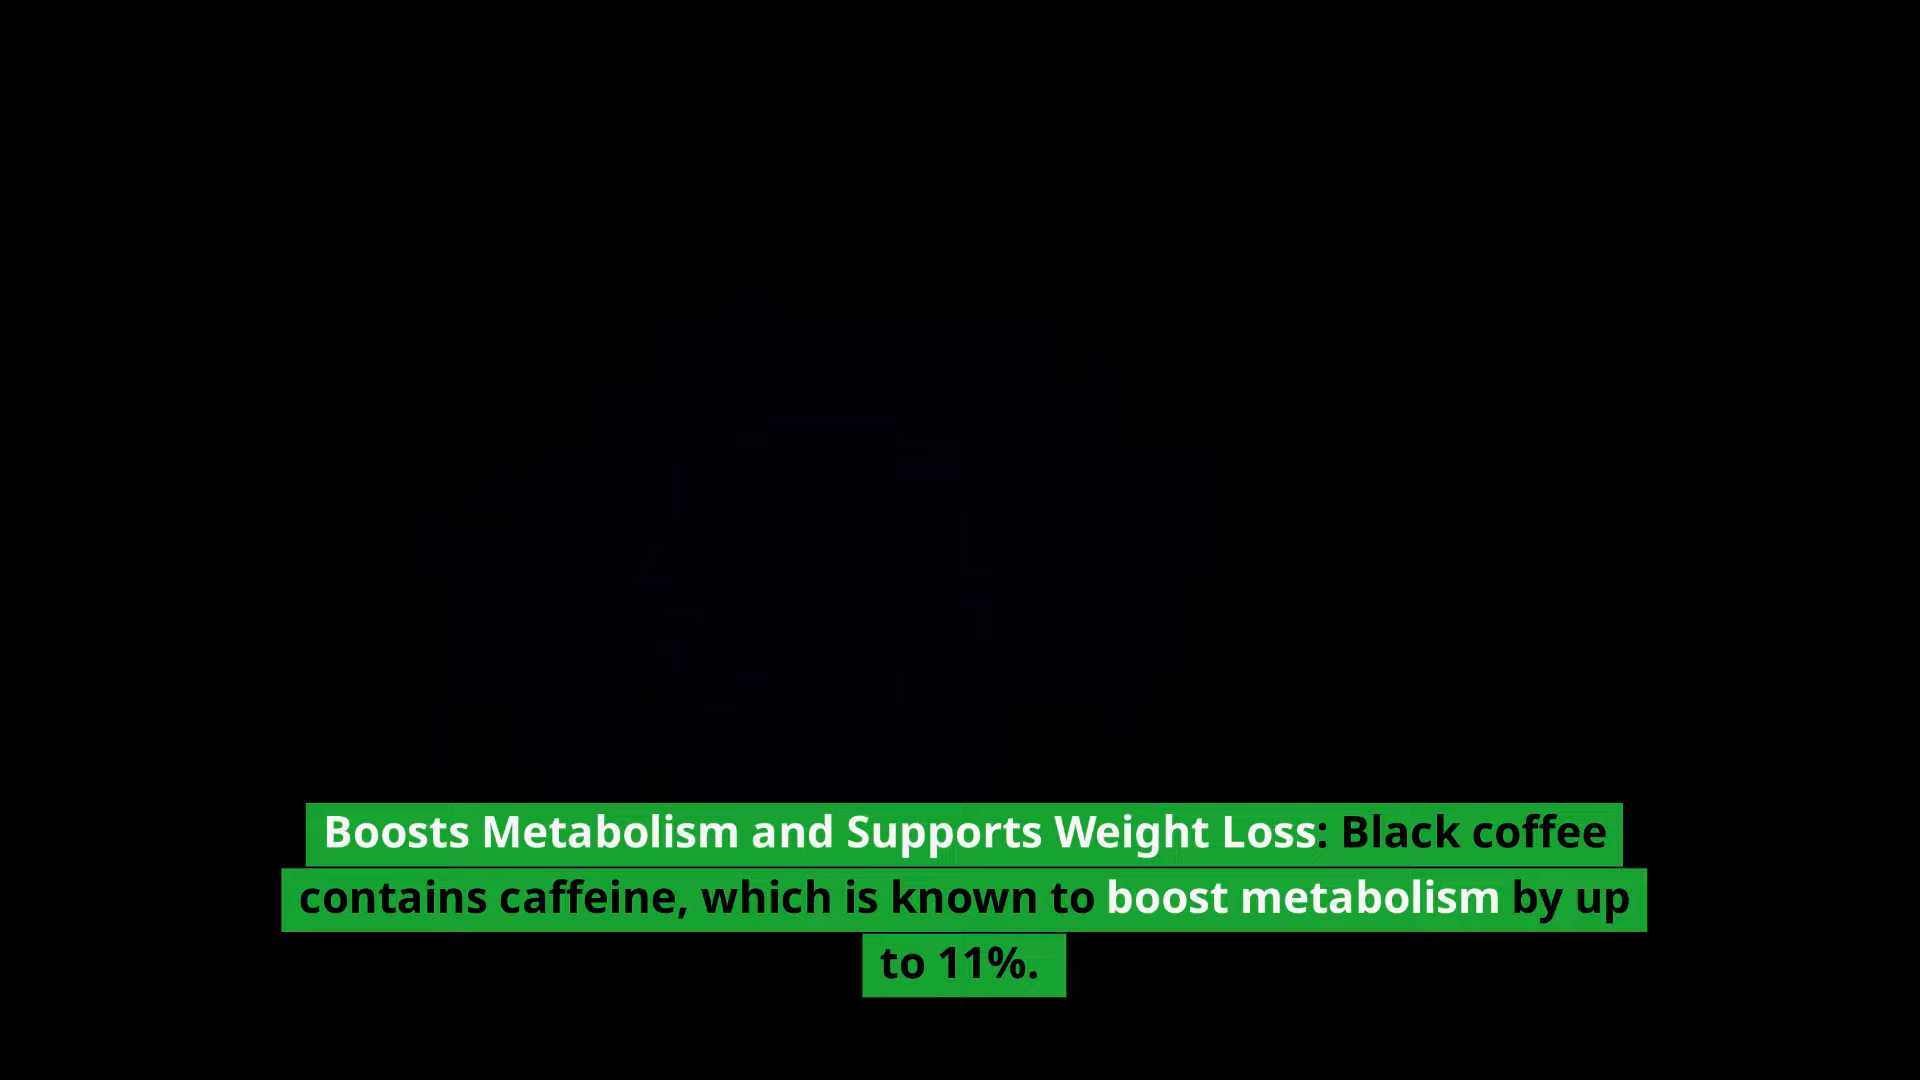 Boosts Metabolism and Supports Weight Loss: Black coffee
contains caffeine, which is known to boost metabolism by up
to 11%.